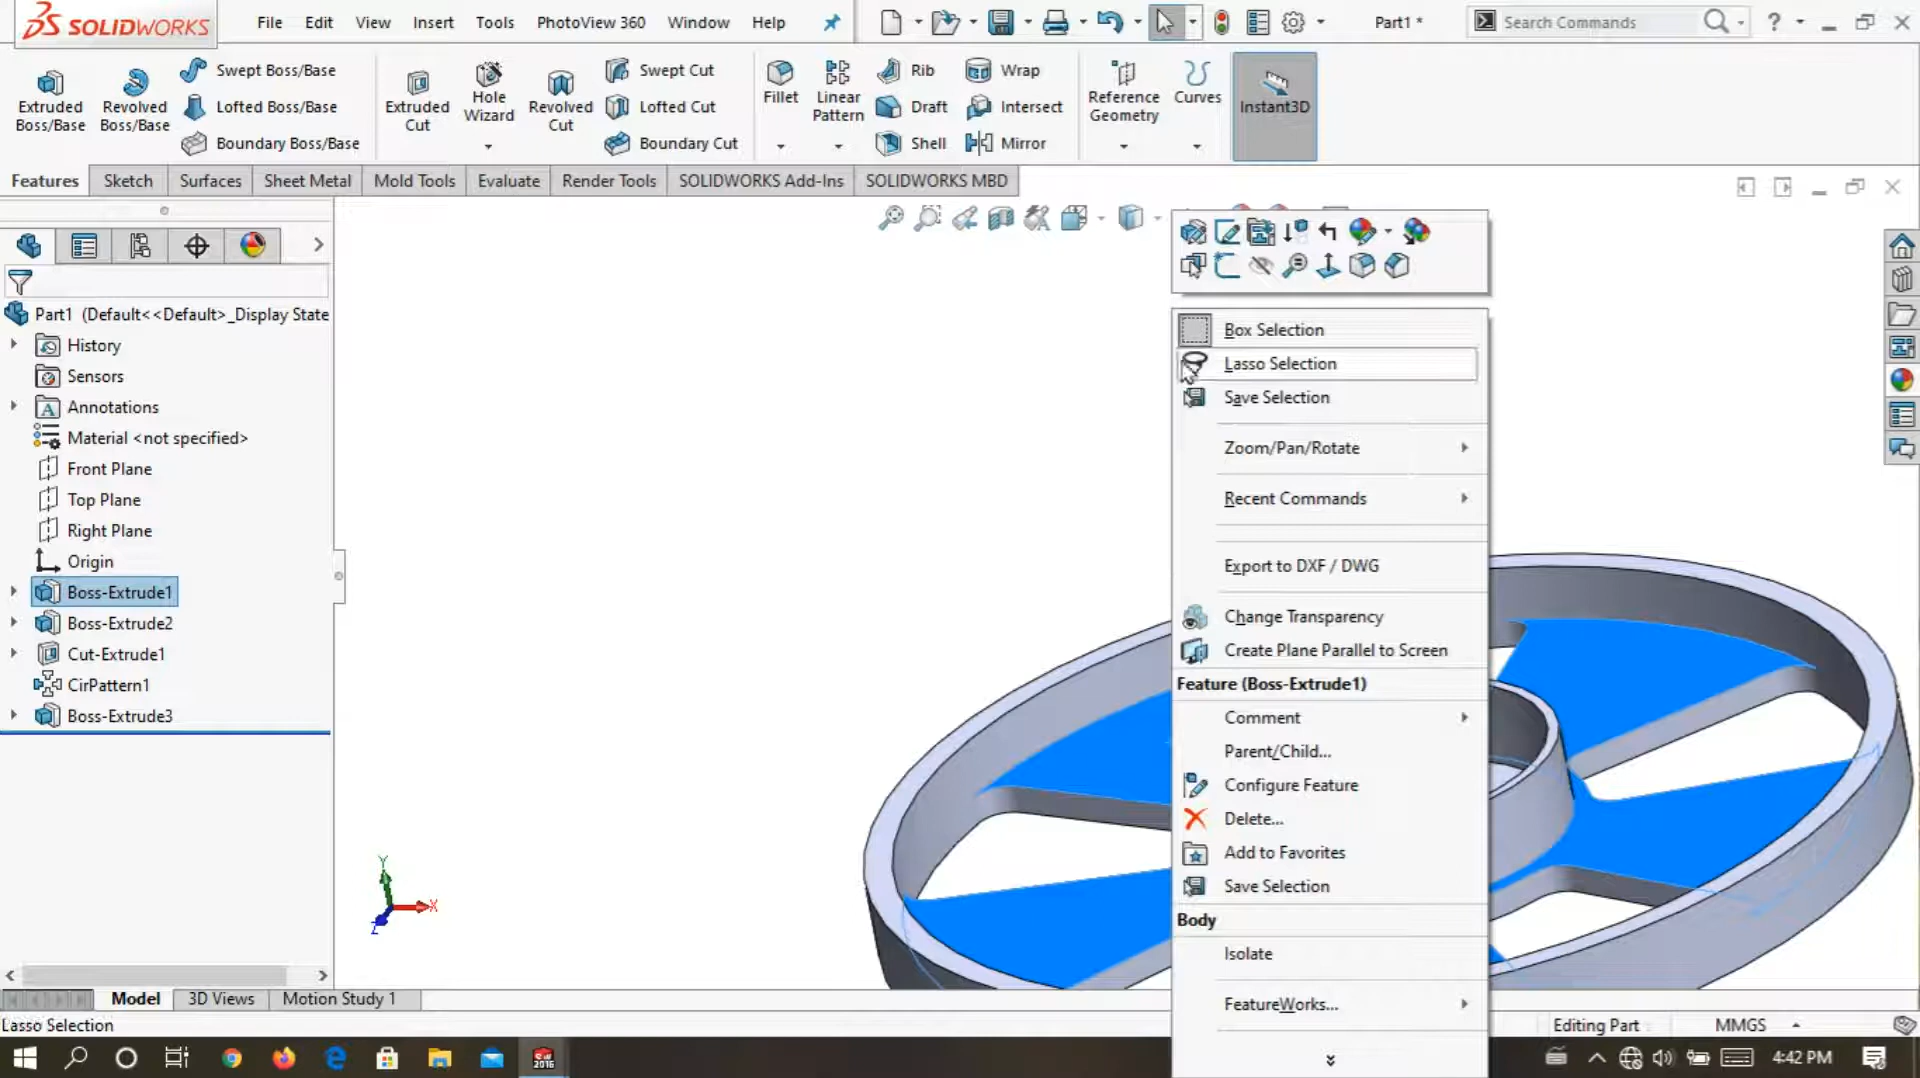 SOLIDWORKS File Edit View Insert Tools PhotoView 360 Window Help Part1 * Search Commands ?
Extruded Boss/Base
Revolved Boss/Base
Swept Boss/Base
Lofted Boss/Base
Boundary Boss/Base
Extruded Cut
Hole Wizard
Revolved Cut
Swept Cut
Lofted Cut
Boundary Cut
Fillet
Linear Pattern
Rib
Draft
Shell
Wrap
Intersect
Mirror
Reference Geometry
Curves
Instant3D
Features Sketch Surfaces Sheet Metal Mold Tools Evaluate Render Tools SOLIDWORKS Add-Ins SOLIDWORKS MBD
Part1 (Default<<Default>_Display State
History
Sensors
Annotations
Material <not specified>
Front Plane
Top Plane
Right Plane
Origin
Boss-Extrude1
Boss-Extrude2
Cut-Extrude1
CirPattern1
Boss-Extrude3
Box Selection
Lasso Selection
Save Selection
Zoom/Pan/Rotate
Recent Commands
Export to DXF / DWG
Change Transparency
Create Plane Parallel to Screen
Feature (Boss-Extrude1)
Comment
Parent/Child...
Configure Feature
Delete...
Add to Favorites
Save Selection
Body
Isolate
FeatureWorks...
Y
X
Z
Model 3D Views Motion Study 1
Lasso Selection Editing Part MMGS
SW 2016 4:42 PM